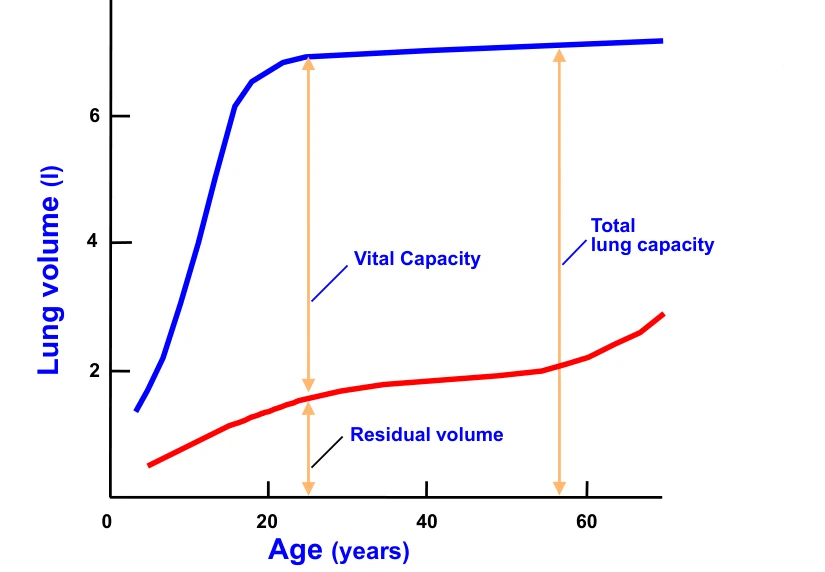 6
4
2
Lung volume (l)
Vital Capacity
Total
lung capacity
Residual volume
0
20
40
60
Age (years)